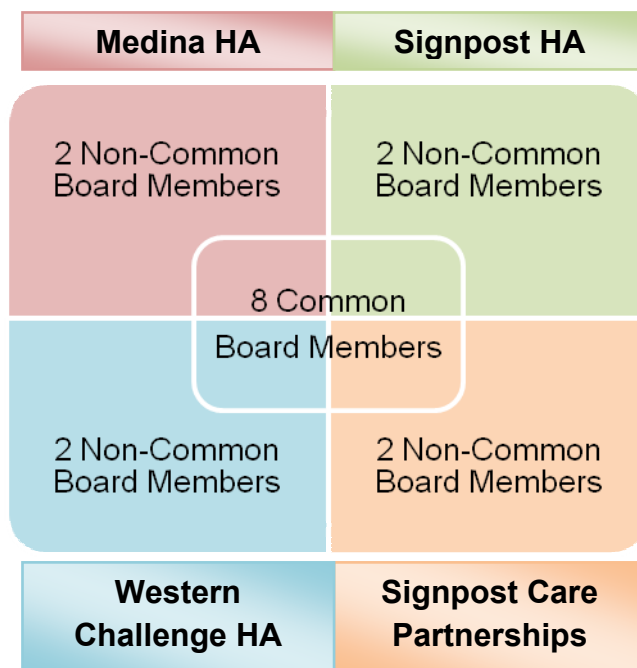 Medina HA
Signpost HA
2 Non-Common
Board Members
2 Non-Common
Board Members
8 Common
Board Members
2 Non-Common
Board Members
2 Non-Common
Board Members
Western
Challenge HA
Signpost Care
Partnerships